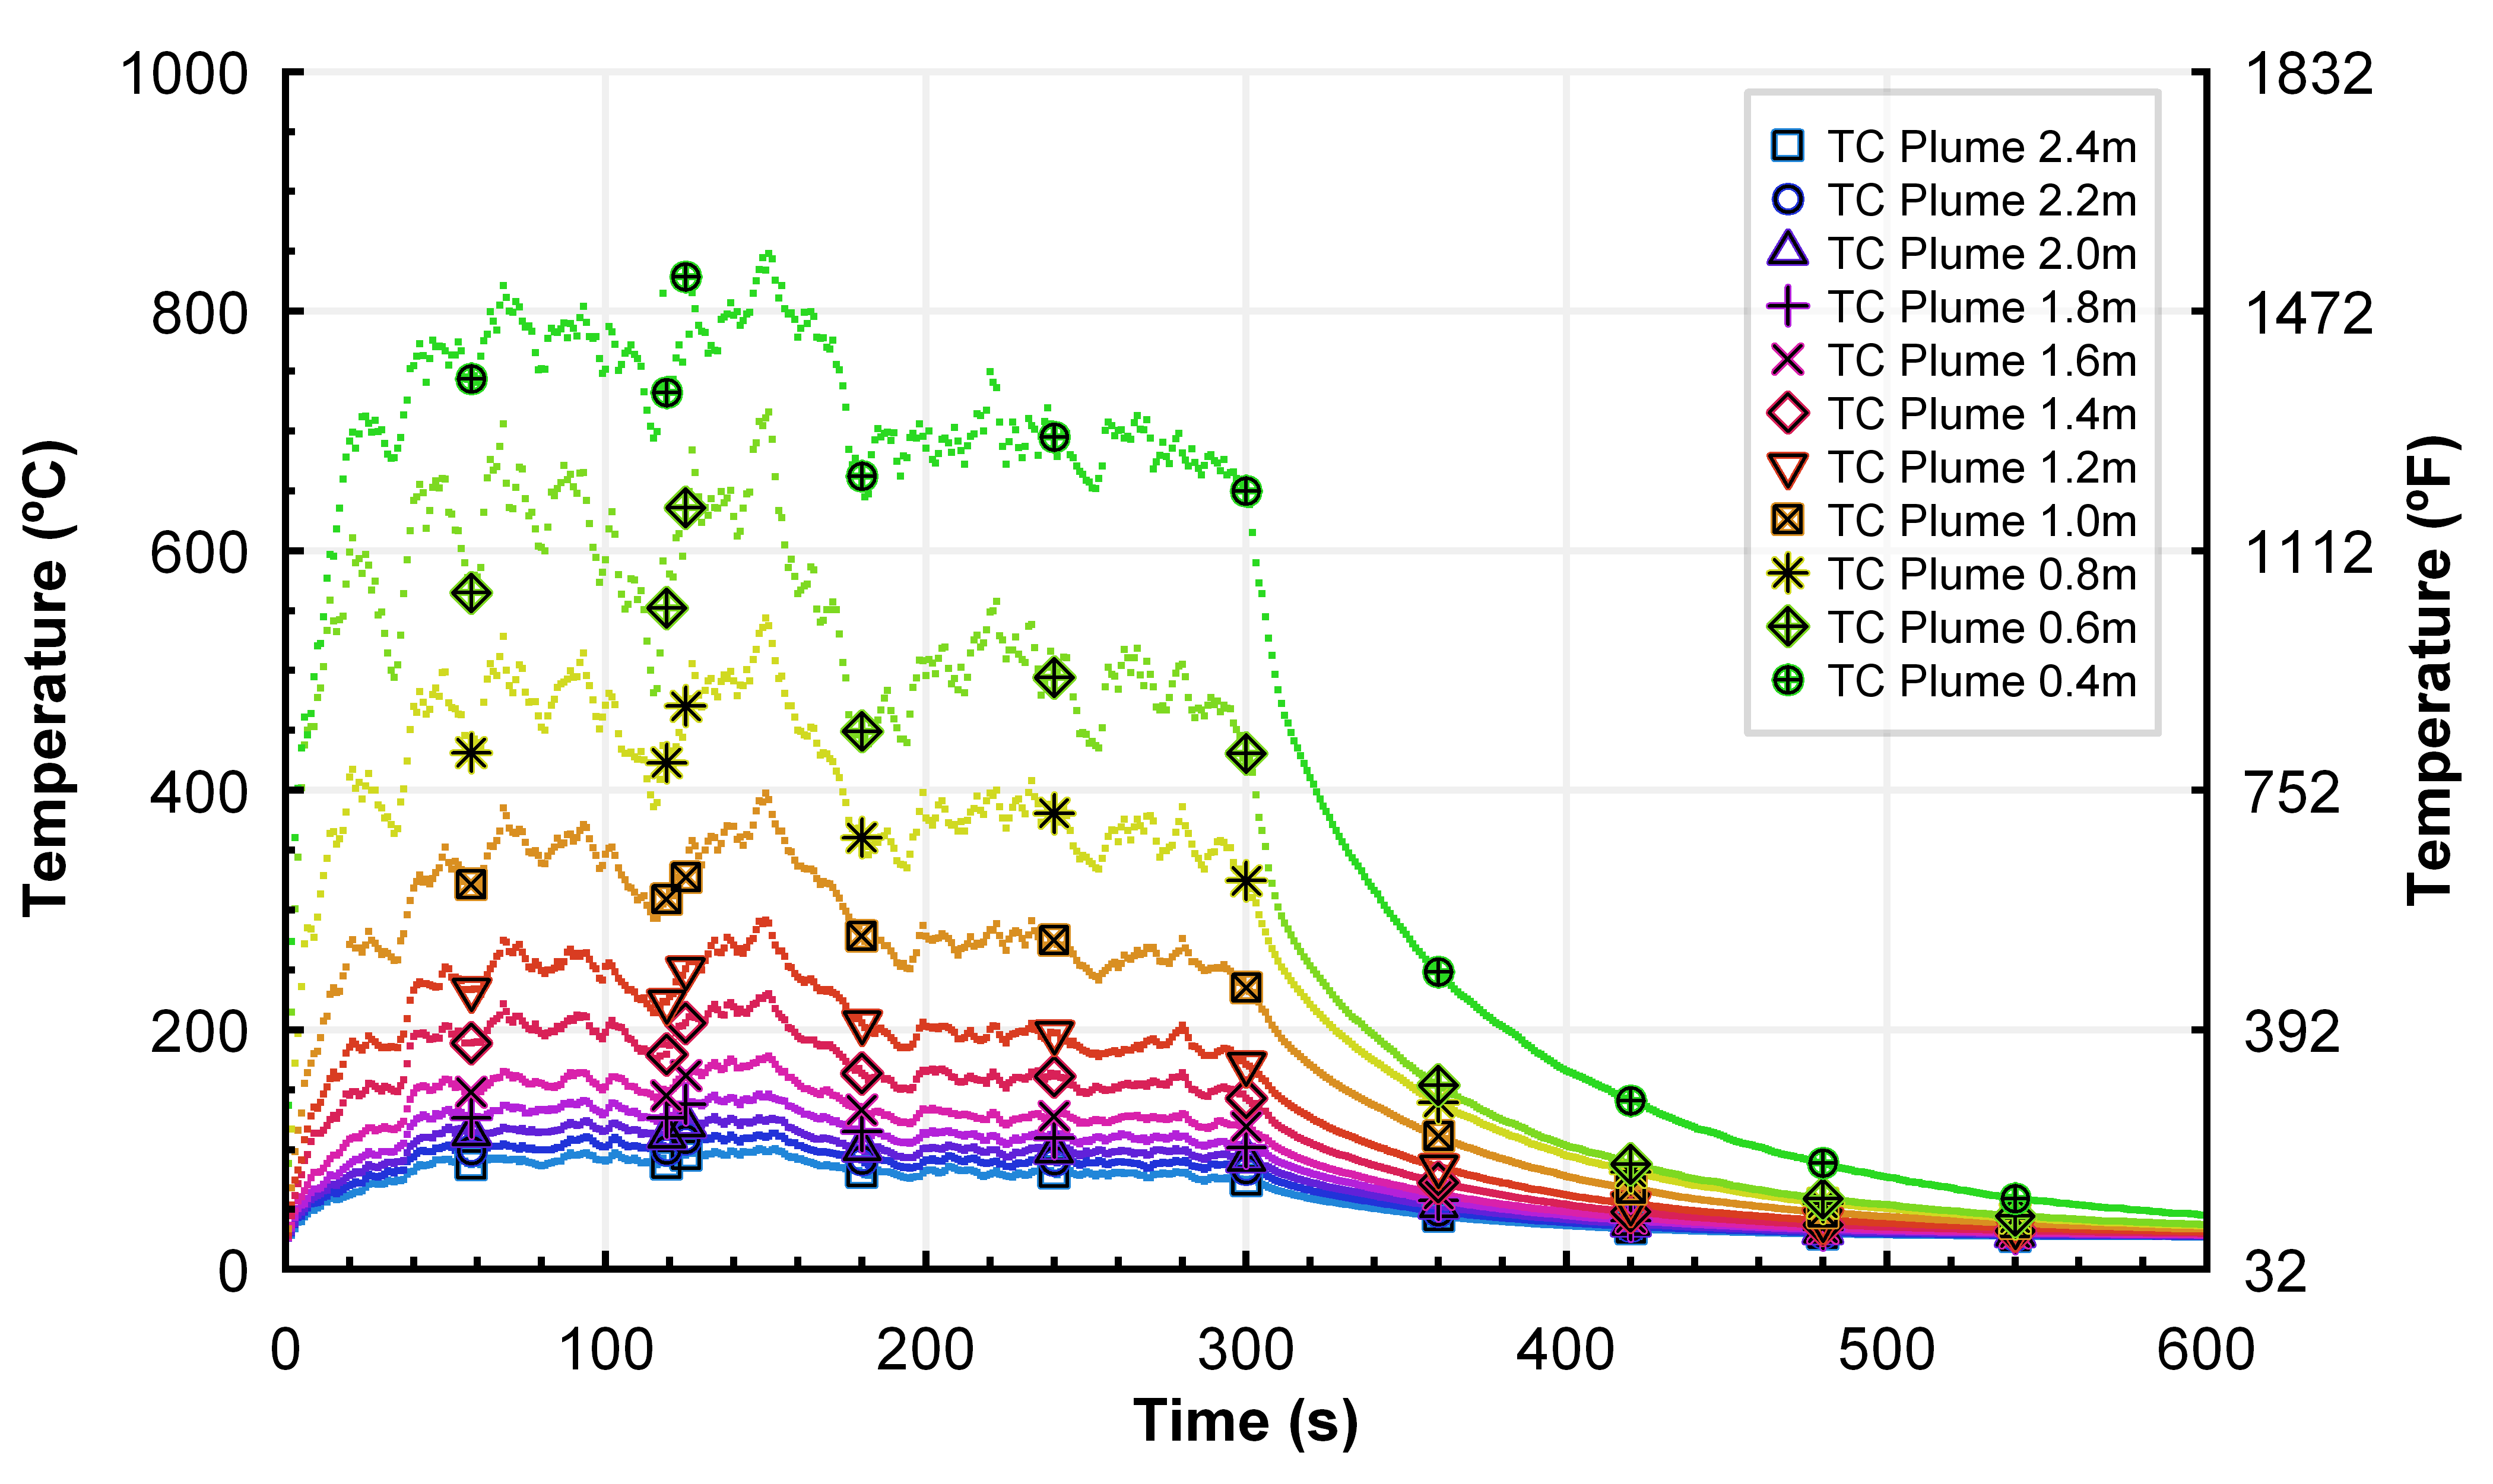 1000
800
600
400
200
0
Temperature (ºC)
1832
1472
1112
752
392
32
Temperature (ºF)
TC Plume 2.4m
TC Plume 2.2m
TC Plume 2.0m
TC Plume 1.8m
TC Plume 1.6m
TC Plume 1.4m
TC Plume 1.2m
TC Plume 1.0m
TC Plume 0.8m
TC Plume 0.6m
TC Plume 0.4m
0 100 200 300 400 500 600
Time (s)